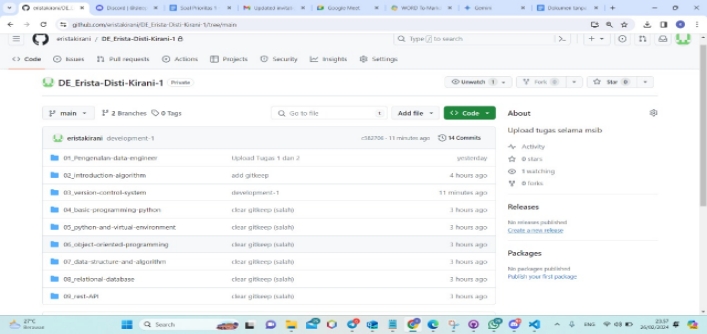 eristakirani/DE_Erista-Disti-Kirani
Discord | @silenc
Soal Prioritas 1
Updated invitati
Google Meet
WORD To-Mark
Gemini
Dokumen tanpa
github.com/eristakirani/DE_Erista-Disti-Kirani-1/tree/main
eristakirani / DE_Erista-Disti-Kirani-1
Type / to search
Code Issues Pull requests Actions Projects Security Insights Settings
DE_Erista-Disti-Kirani-1 Private
Unwatch 1 Fork 0 Star 0
main 2 Branches 0 Tags Go to file t Add file Code
About
Upload tugas selama msib
eristakirani development-1 c582706 · 11 minutes ago 14 Commits
Activity
0 stars
1 watching
0 forks
01_Pengenalan-data-engineer Upload Tugas 1 dan 2 yesterday
02_introduction-algorithm add gitkeep 4 hours ago
03_version-control-system development-1 11 minutes ago
04_basic-programming-python clear gitkeep (salah) 3 hours ago
05_python-and-virtual-environment clear gitkeep (salah) 3 hours ago
06_object-oriented-programming clear gitkeep (salah) 3 hours ago
07_data-structure-and-algorithm clear gitkeep (salah) 3 hours ago
08_relational-database clear gitkeep (salah) 3 hours ago
09_rest-API clear gitkeep (salah) 3 hours ago
Releases
No releases published
Create a new release
Packages
No packages published
Publish your first package
27°C
Berawan
Search
ENG
23:57
26/02/2024